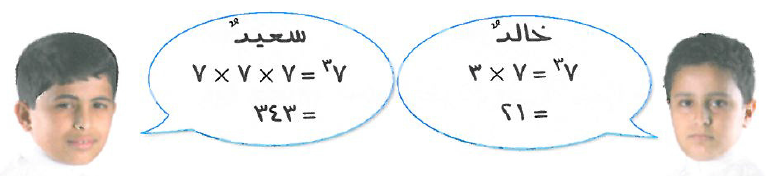 خالدٌ
٧^٣ = ٧ × ٣
= ٢١
سعيدٌ
٧^٣ = ٧ × ٧ × ٧
= ٣٤٣